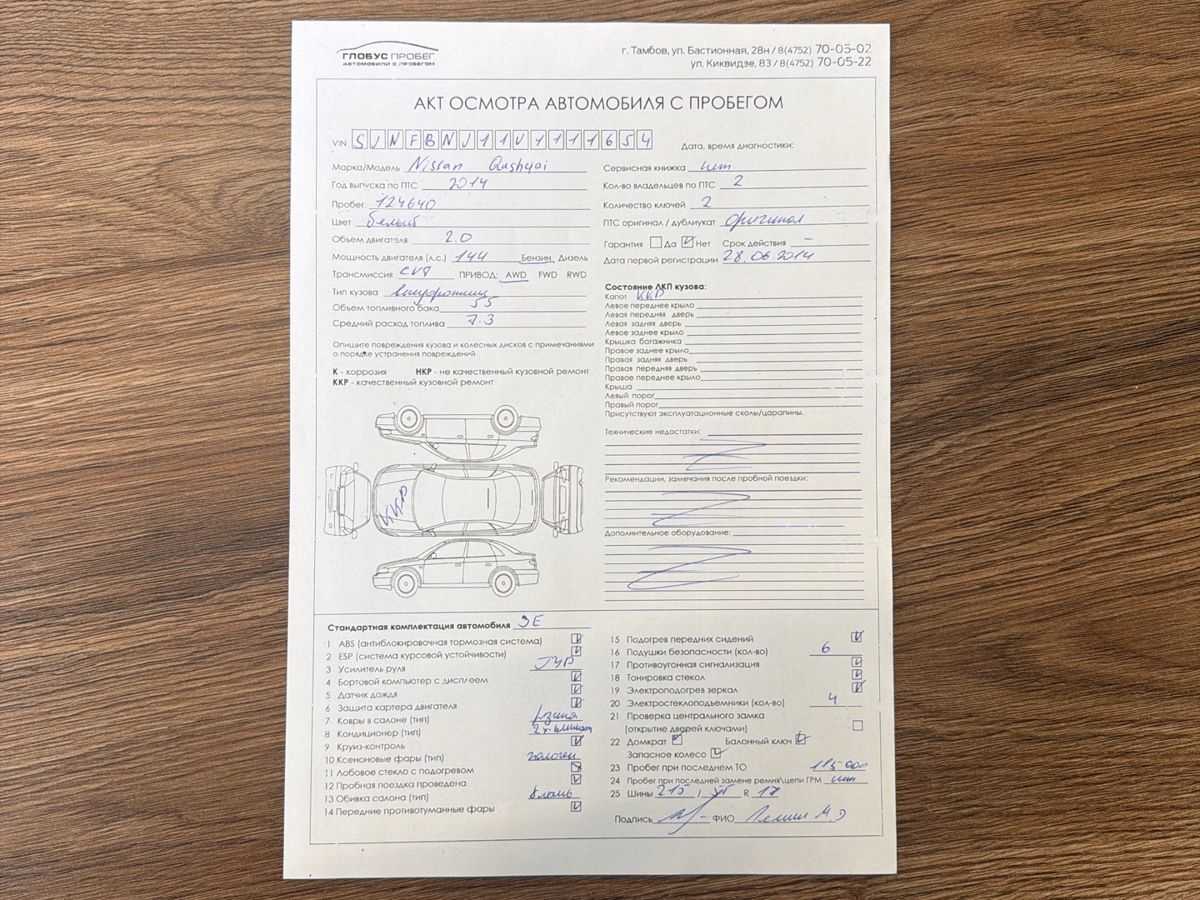 ГЛОБУС ПРОБЕГ
АВТОМОБИЛИ С ПРОБЕГОМ
г. Тамбов, ул. Бастионная, 28н / 8(4752) 70-05-02
ул. Киквидзе, 83 / 8(4752) 70-05-22
АКТ ОСМОТРА АВТОМОБИЛЯ С ПРОБЕГОМ
VIN SJNFBNJ11U1111654
Дата, время диагностики:
Марка/Модель Nissan Qashqai
Год выпуска по ПТС 2014
Пробег 124640
Цвет белый
Объем двигателя 2.0
Мощность двигателя (л.с.) 144 Бензин Дизель
Трансмиссия CVT ПРИВОД: AWD FWD RWD
Тип кузова внедорожник
Объем топливного бака 55
Средний расход топлива 7.3
Опишите повреждения кузова и колесных дисков с примечаниями
о порядке устранения повреждений
К - коррозия НКР - не качественный кузовной ремонт
ККР - качественный кузовной ремонт
ККР
Сервисная книжка нет
Кол-во владельцев по ПТС 2
Количество ключей 2
ПТС оригинал / дубликат оригинал
Гарантия Да Нет Срок действия –
Дата первой регистрации 28.06.2014
Состояние ЛКП кузова:
Капот ККР
Левое переднее крыло
Левая передняя дверь
Левая задняя дверь
Левое заднее крыло
Крышка багажника
Правое заднее крыло
Правая задняя дверь
Правая передняя дверь
Правое переднее крыло
Крыша
Левый порог
Правый порог
Присутствуют эксплуатационные сколы/царапины.
Технические недостатки:
Рекомендации, замечания после пробной поездки:
Дополнительное оборудование:
Стандартная комплектация автомобиля SE
1 ABS (антиблокировочная тормозная система)
2 ESP (система курсовой устойчивости)
3 Усилитель руля ГУР
4 Бортовой компьютер с дисплеем
5 Датчик дождя
6 Защита картера двигателя
7 Ковры в салоне (тип) резина
8 Кондиционер (тип) 2х-климат
9 Круиз-контроль
10 Ксеноновые фары (тип) галоген
11 Лобовое стекло с подогревом
12 Пробная поездка проведена
13 Обивка салона (тип) ткань
14 Передние противотуманные фары
15 Подогрев передних сидений
16 Подушки безопасности (кол-во) 6
17 Противоугонная сигнализация
18 Тонировка стекол
19 Электроподогрев зеркал
20 Электростеклоподъемники (кол-во) 4
21 Проверка центрального замка
(открытие дверей ключами)
22 Домкрат Балонный ключ
Запасное колесо
23 Пробег при последнем ТО 115000
24 Пробег при последней замене ремня\цепи ГРМ нет
25 Шины 215 / R 17
Подпись ФИО